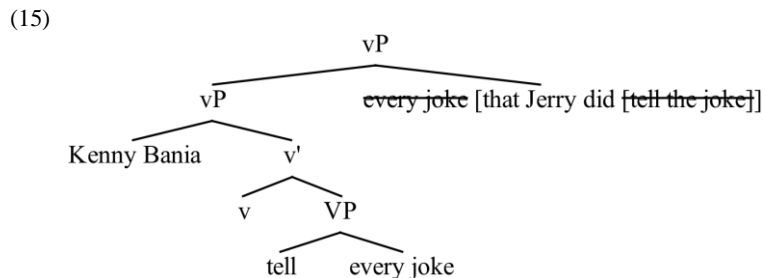 (15)
vP
vP every joke [that Jerry did [tell the joke]]
Kenny Bania v'
v VP
tell every joke